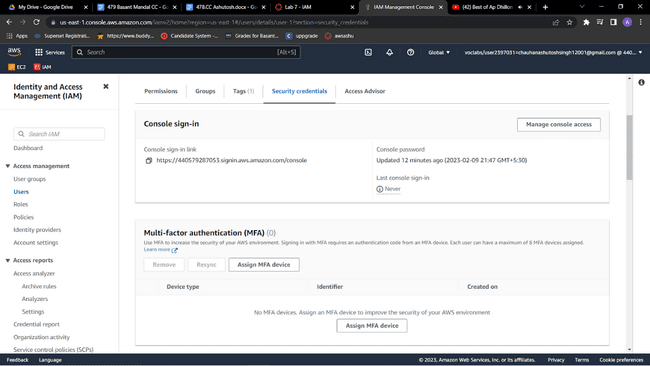 My Drive - Google Drive
479 Basant Mandal CC - Go
478.CC Ashutosh.docx - Goo
Lab 7 - IAM
IAM Management Console
(42) Best of Ap Dhillon
us-east-1.console.aws.amazon.com/iamv2/home?region=us-east-1#/users/details/user-1?section=security_credentials
Apps
Superset Registrati...
https://www.buddy...
Candidate System -...
Grades for Basant...
upgrade
awsashu
aws
Services
Search
[Alt+S]
Global
voclabs/user2397031=chauhanashutoshsingh12001@gmail.com @ 440...
EC2
IAM
Identity and Access
Management (IAM)
Search IAM
Dashboard
Access management
User groups
Users
Roles
Policies
Identity providers
Account settings
Access reports
Access analyzer
Archive rules
Analyzers
Settings
Credential report
Organization activity
Service control policies (SCPs)
Permissions
Groups
Tags (1)
Security credentials
Access Advisor
Console sign-in
Manage console access
Console sign-in link
https://440579287053.signin.aws.amazon.com/console
Console password
Updated 12 minutes ago (2023-02-09 21:47 GMT+5:30)
Last console sign-in
Never
Multi-factor authentication (MFA) (0)
Use MFA to increase the security of your AWS environment. Signing in with MFA requires an authentication code from an MFA device. Each user can have a maximum of 8 MFA devices assigned.
Learn more
Remove
Resync
Assign MFA device
Device type
Identifier
Created on
No MFA devices. Assign an MFA device to improve the security of your AWS environment
Assign MFA device
Feedback
Language
© 2023, Amazon Web Services, Inc. or its affiliates.
Privacy
Terms
Cookie preferences